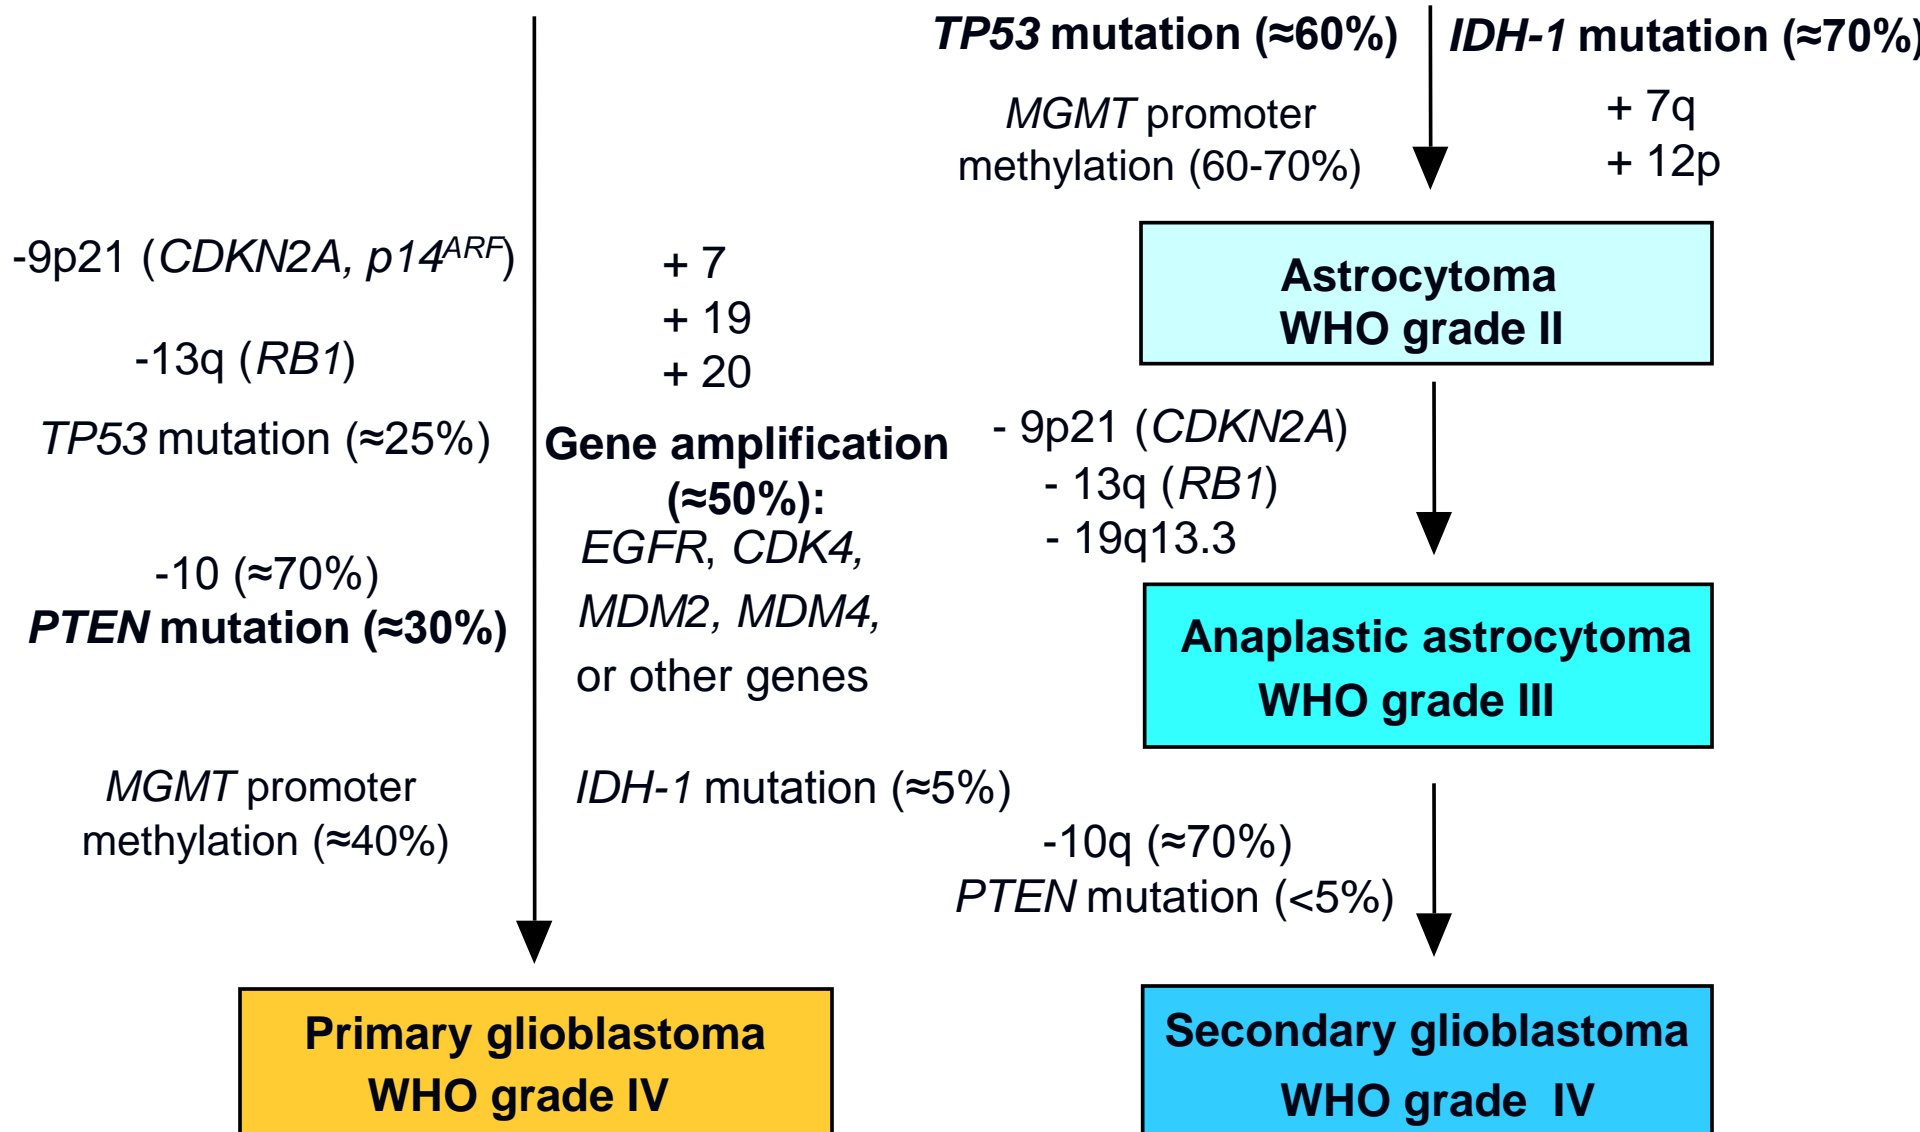 TP53 mutation (≈60%)
IDH-1 mutation (≈70%)
MGMT promoter
methylation (60-70%)
+ 7q
+ 12p
Astrocytoma
WHO grade II
- 9p21 (CDKN2A)
- 13q (RB1)
- 19q13.3
Anaplastic astrocytoma
WHO grade III
-10q (≈70%)
PTEN mutation (<5%)
Secondary glioblastoma
WHO grade IV
-9p21 (CDKN2A, p14ARF)
-13q (RB1)
TP53 mutation (≈25%)
-10 (≈70%)
PTEN mutation (≈30%)
MGMT promoter
methylation (≈40%)
+ 7
+ 19
+ 20
Gene amplification
(≈50%):
EGFR, CDK4,
MDM2, MDM4,
or other genes
IDH-1 mutation (≈5%)
Primary glioblastoma
WHO grade IV